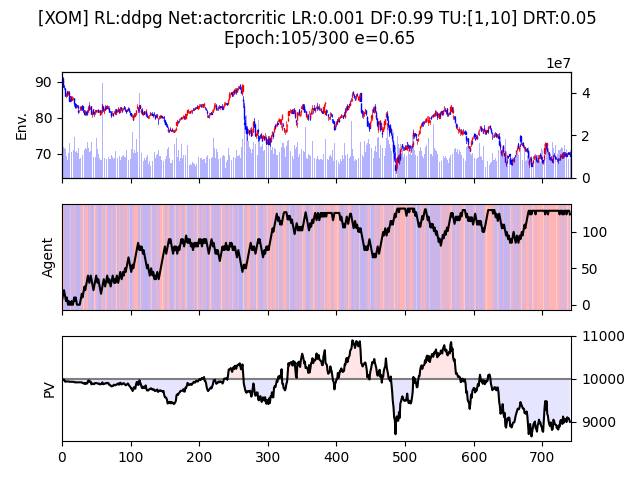 [XOM] RL:ddpg Net:actorcritic LR:0.001 DF:0.99 TU:[1,10] DRT:0.05
Epoch:105/300 e=0.65
1e7
90
80
70
Env.
4
2
0
Agent
100
50
0
PV
11000
10000
9000
0 100 200 300 400 500 600 700